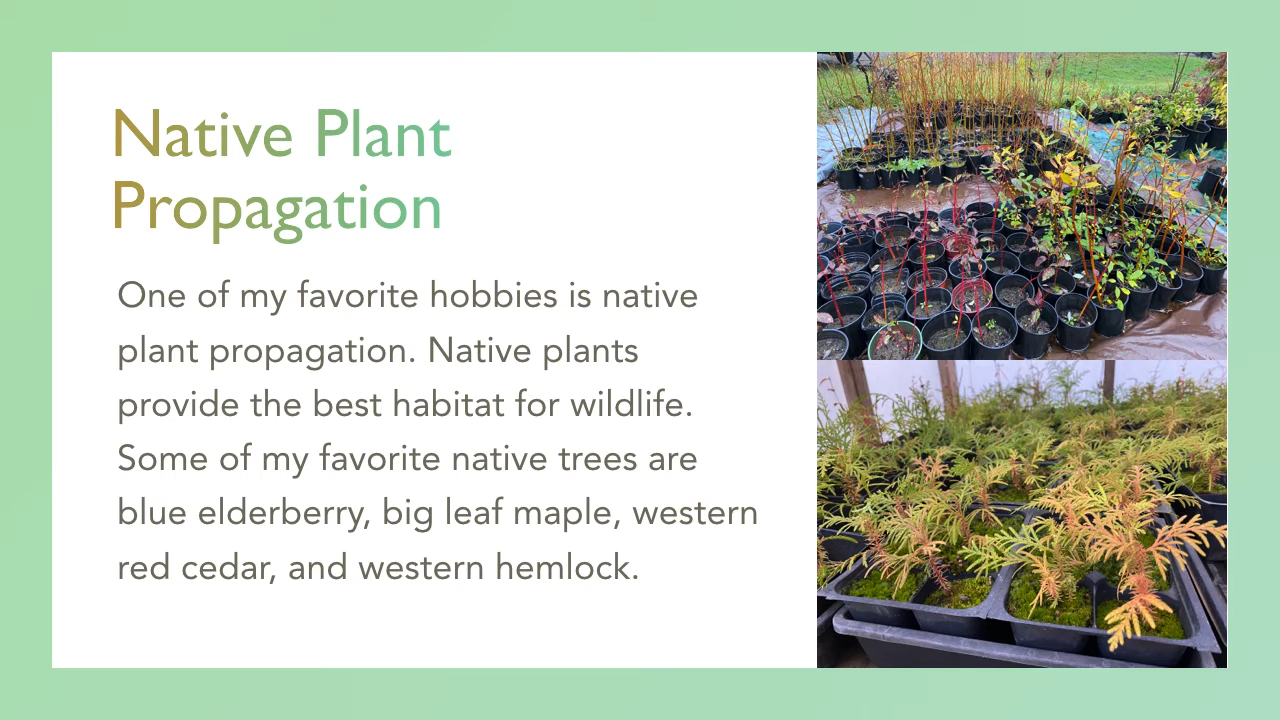 Native Plant
Propagation
One of my favorite hobbies is native
plant propagation. Native plants
provide the best habitat for wildlife.
Some of my favorite native trees are
blue elderberry, big leaf maple, western
red cedar, and western hemlock.